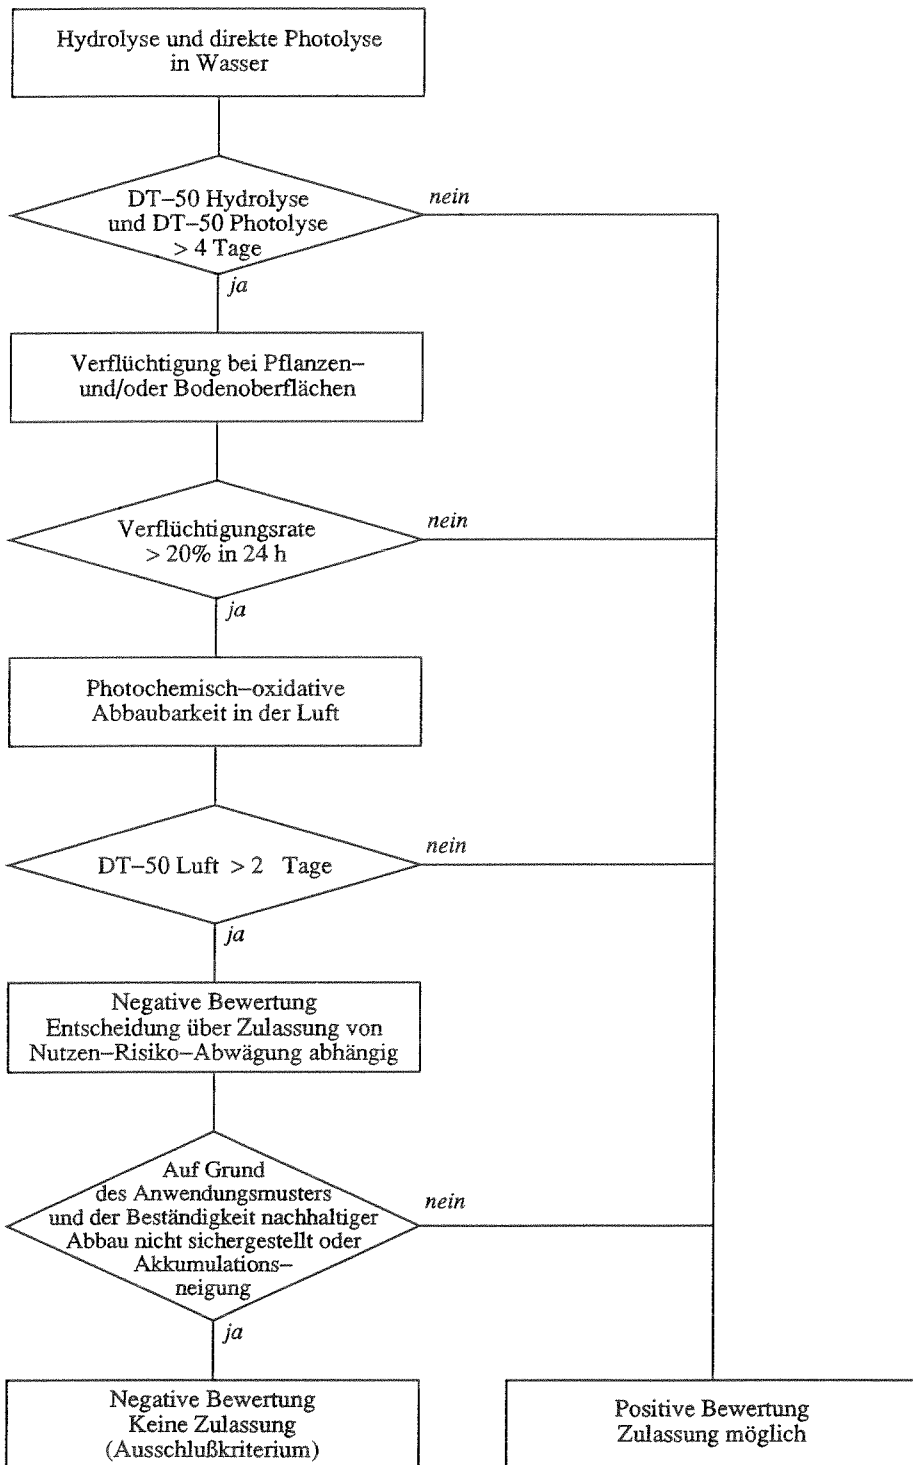 Hydrolyse und direkte Photolyse
in Wasser
DT–50 Hydrolyse
und DT–50 Photolyse
> 4 Tage
nein
ja
Verflüchtigung bei Pflanzen–
und/oder Bodenoberflächen
Verflüchtigungsrate
> 20% in 24 h
nein
ja
Photochemisch–oxidative
Abbaubarkeit in der Luft
DT–50 Luft > 2 Tage
nein
ja
Negative Bewertung
Entscheidung über Zulassung von
Nutzen–Risiko–Abwägung abhängig
Auf Grund
des Anwendungsmusters
und der Beständigkeit nachhaltiger
Abbau nicht sichergestellt oder
Akkumulations–
neigung
nein
ja
Negative Bewertung
Keine Zulassung
(Ausschlußkriterium)
Positive Bewertung
Zulassung möglich